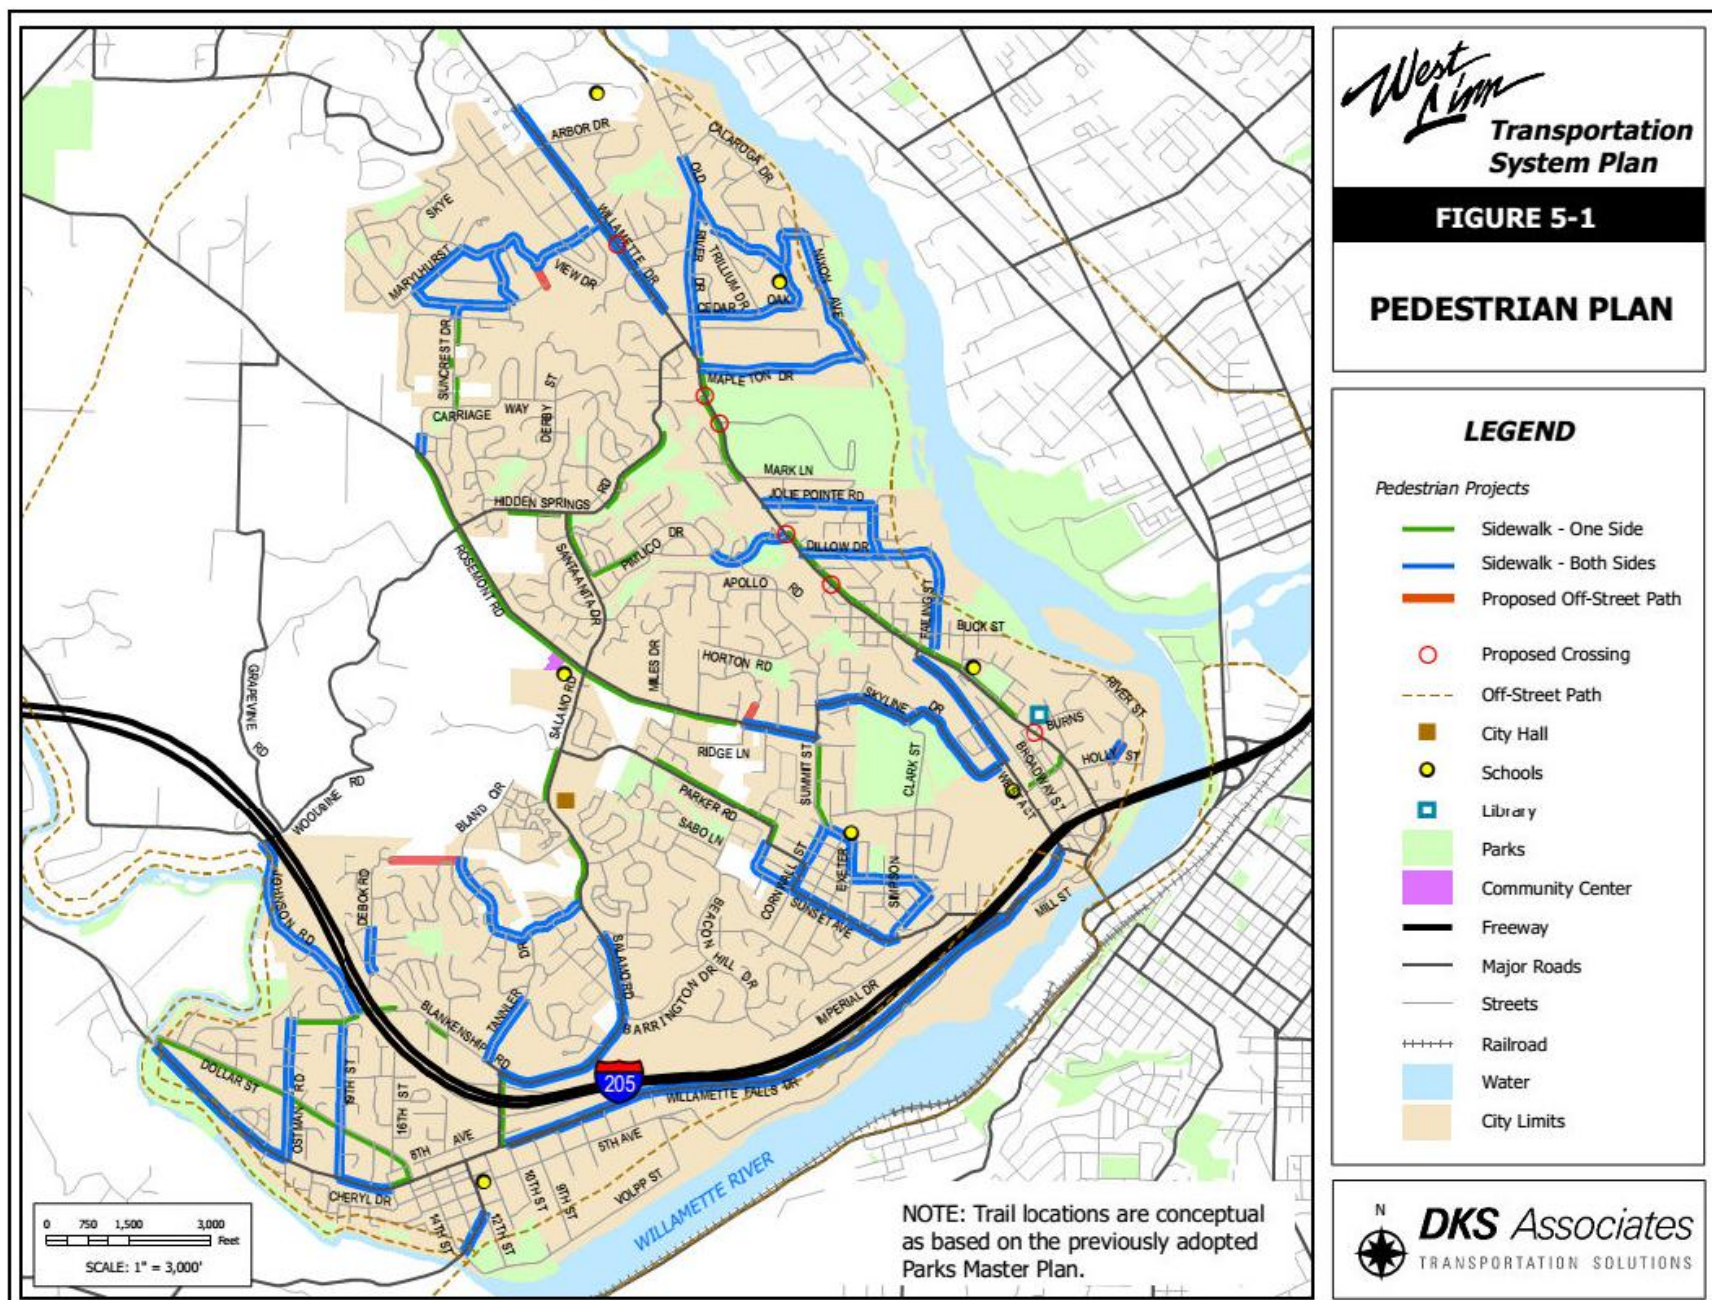 ARBOR DR
CALAROGA DR
SKYE
OLD
RIVER DR
WILLAMETTE DR
MARYLHURST
VIEW DR
TRILLIUM DR
NIXON AVE
CEDAR
OAK
SUNCREST DR
MAPLETON DR
CARRIAGE WAY
DERBY ST
MARK LN
HIDDEN SPRINGS RD
JOLIE POINTE RD
PIMLICO DR
DILLOW DR
ROSEMONT RD
SANTA ANITA DR
APOLLO RD
FAILING ST
BUCK ST
MILES DR
HORTON RD
GRAPEVINE RD
SALAMO RD
SKYLINE DR
RIVER ST
BURNS
RIDGE LN
SUMMIT ST
CLARK ST
BROADWAY ST
HOLLY ST
WEST A CT
WOODBINE RD
BLAND CIR
PARKER RD
SABO LN
DEBOK RD
CORNWALL ST
EXETER
SIMPSON
JOHNSON RD
SUNSET AVE
MILL ST
BEACON HILL DR
DR
SALAMO RD
TANNLER
BARRINGTON DR
IMPERIAL DR
BLANKENSHIP RD
DOLLAR ST
OSTMAN RD
19TH ST
16TH ST
205
WILLAMETTE FALLS DR
8TH AVE
5TH AVE
CHERYL DR
14TH ST
12TH ST
10TH ST
9TH ST
VOLPP ST
WILLAMETTE RIVER
0 750 1,500 3,000
Feet
SCALE: 1" = 3,000'
NOTE: Trail locations are conceptual
as based on the previously adopted
Parks Master Plan.
West
Linn
Transportation
System Plan
FIGURE 5-1
PEDESTRIAN PLAN
LEGEND
Pedestrian Projects
Sidewalk - One Side
Sidewalk - Both Sides
Proposed Off-Street Path
Proposed Crossing
Off-Street Path
City Hall
Schools
Library
Parks
Community Center
Freeway
Major Roads
Streets
Railroad
Water
City Limits
N
DKS Associates
TRANSPORTATION SOLUTIONS